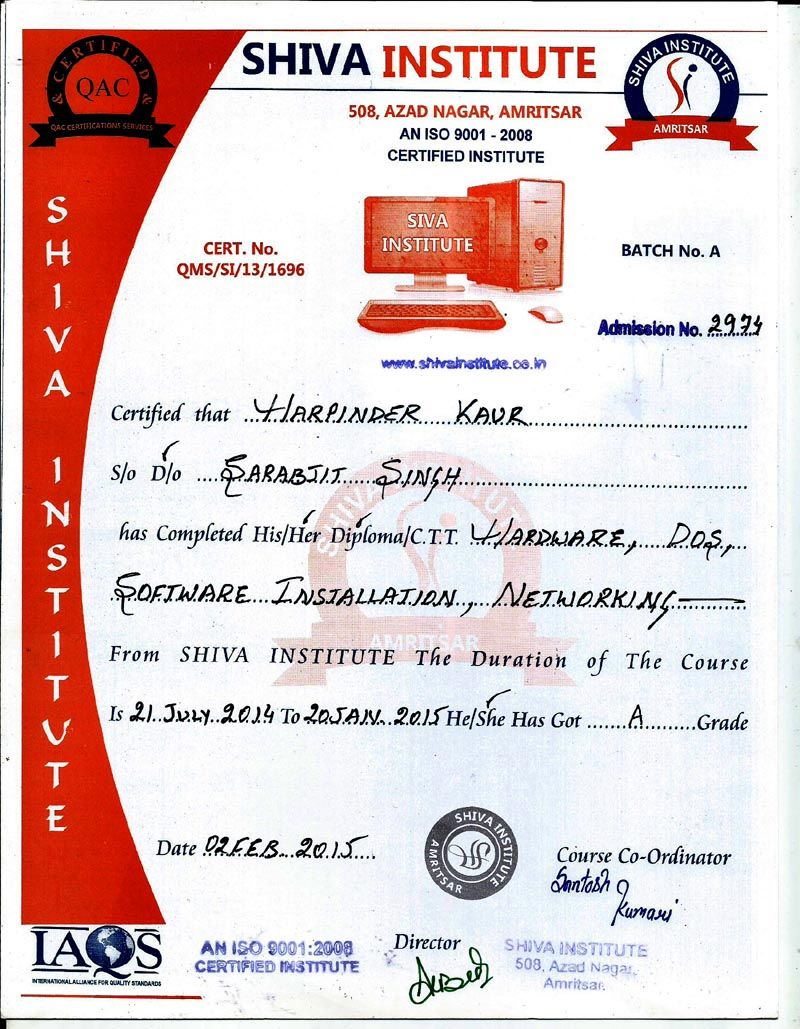 CERTIFIED
QAC
QAC CERTIFICATIONS SERVICES
SHIVA INSTITUTE
508, AZAD NAGAR, AMRITSAR
AN ISO 9001 - 2008
CERTIFIED INSTITUTE
SHIVA INSTITUTE
AMRITSAR
SHIVA INSTITUTE
SIVA
INSTITUTE
CERT. No.
QMS/SI/13/1696
BATCH No. A
Admission No. 2974
www.shivainstitute.co.in
Certified that HARPINDER KAUR
S/o D/o SARABJIT SINGH
has Completed His/Her Diploma/C.T.T. HARDWARE, DOS,
SOFTWARE INSTALLATION, NETWORKING
SHIVA INSTITUTE
AMRITSAR
From SHIVA INSTITUTE The Duration of The Course
Is 21 JULY 2014 To 20 JAN 2015 He/She Has Got A Grade
Date 02 FEB 2015
SHIVA INSTITUTE
AMRITSAR
Course Co-Ordinator
Santosh
Kumari
IAQS
INTERNATIONAL ALLIANCE FOR QUALITY STANDARDS
AN ISO 9001:2008
CERTIFIED INSTITUTE
Director
SHIVA INSTITUTE
508, Azad Nagar,
Amritsar.